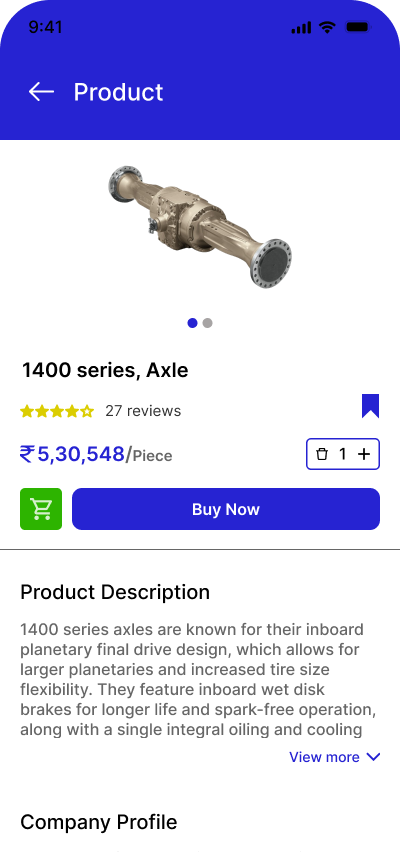 9:41
Product
1400 series, Axle
27 reviews
₹5,30,548/Piece
1
Buy Now
Product Description
1400 series axles are known for their inboard
planetary final drive design, which allows for
larger planetaries and increased tire size
flexibility. They feature inboard wet disk
brakes for longer life and spark-free operation,
along with a single integral oiling and cooling
View more
Company Profile